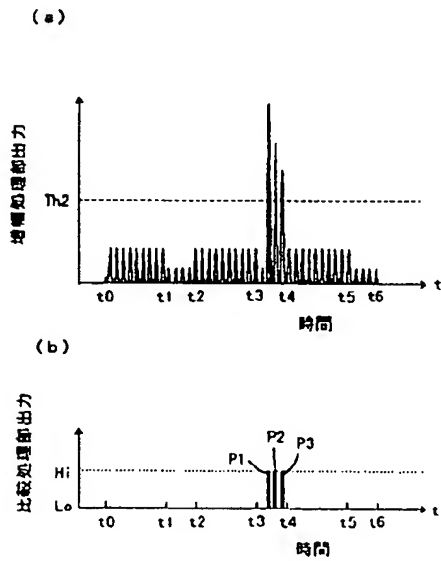 (a)
増幅処理部出力
Th2
t0 t1 t2 t3 t4 t5 t6 t
時間
(b)
比較処理部出力
P1 P2 P3
Hi
Lo
t0 t1 t2 t3 t4 t5 t6 t
時間